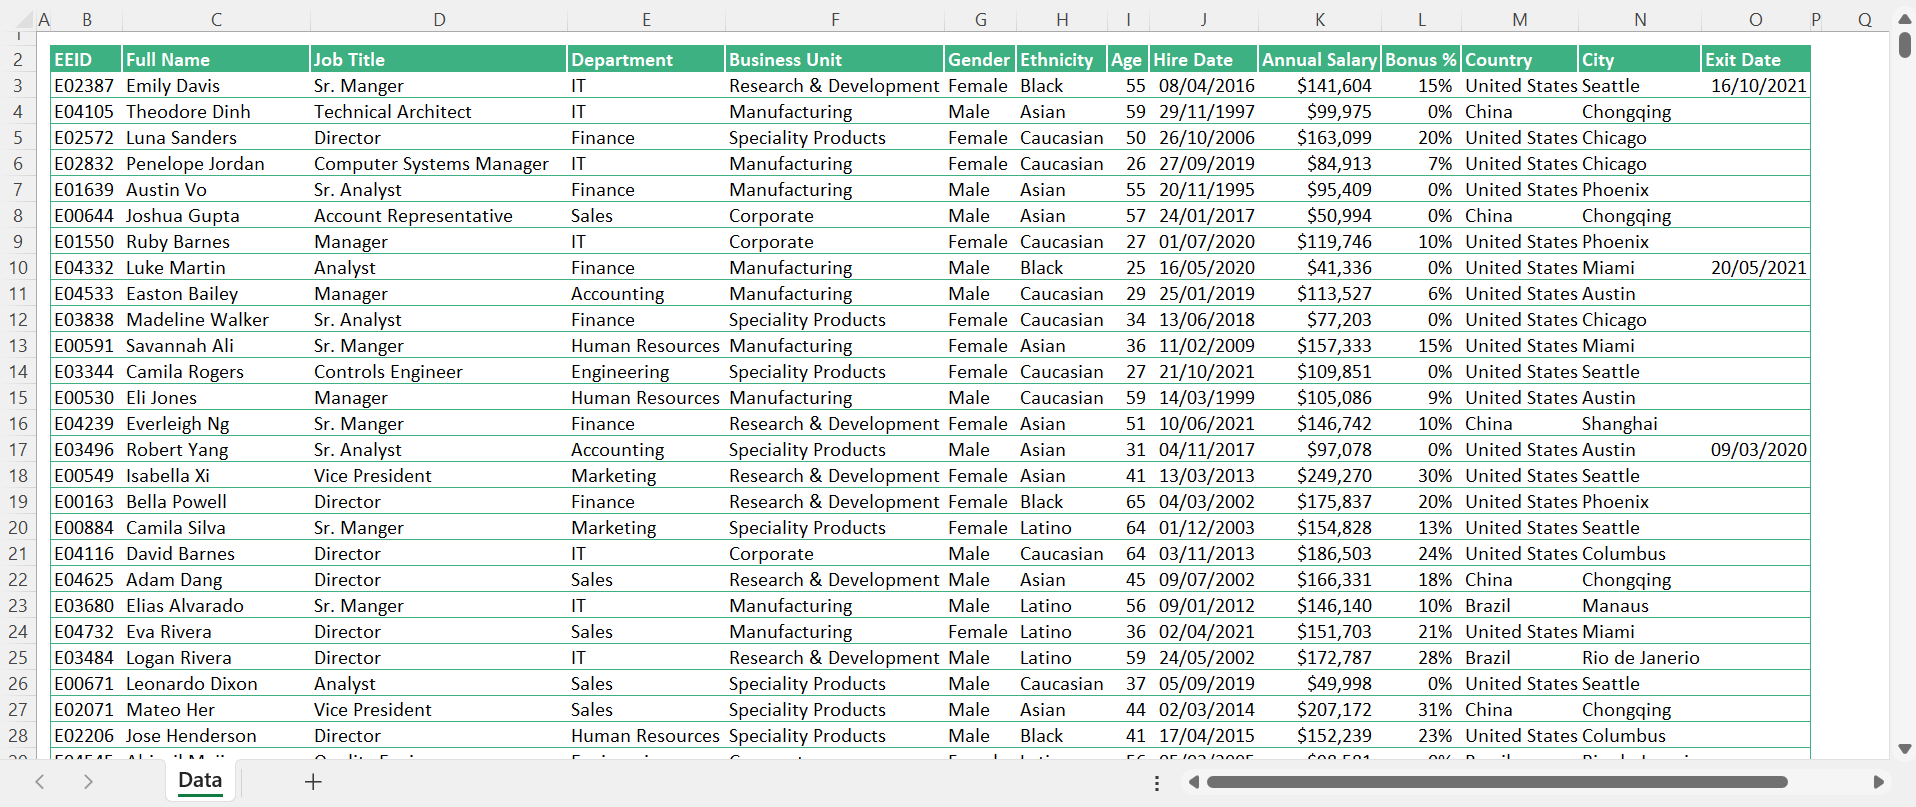 A B C D E F G H I J K L M N O P Q
1
2 EEID Full Name Job Title Department Business Unit Gender Ethnicity Age Hire Date Annual Salary Bonus % Country City Exit Date
3 E02387 Emily Davis Sr. Manger IT Research & Development Female Black 55 08/04/2016 $141,604 15% United States Seattle 16/10/2021
4 E04105 Theodore Dinh Technical Architect IT Manufacturing Male Asian 59 29/11/1997 $99,975 0% China Chongqing
5 E02572 Luna Sanders Director Finance Speciality Products Female Caucasian 50 26/10/2006 $163,099 20% United States Chicago
6 E02832 Penelope Jordan Computer Systems Manager IT Manufacturing Female Caucasian 26 27/09/2019 $84,913 7% United States Chicago
7 E01639 Austin Vo Sr. Analyst Finance Manufacturing Male Asian 55 20/11/1995 $95,409 0% United States Phoenix
8 E00644 Joshua Gupta Account Representative Sales Corporate Male Asian 57 24/01/2017 $50,994 0% China Chongqing
9 E01550 Ruby Barnes Manager IT Corporate Female Caucasian 27 01/07/2020 $119,746 10% United States Phoenix
10 E04332 Luke Martin Analyst Finance Manufacturing Male Black 25 16/05/2020 $41,336 0% United States Miami 20/05/2021
11 E04533 Easton Bailey Manager Accounting Manufacturing Male Caucasian 29 25/01/2019 $113,527 6% United States Austin
12 E03838 Madeline Walker Sr. Analyst Finance Speciality Products Female Caucasian 34 13/06/2018 $77,203 0% United States Chicago
13 E00591 Savannah Ali Sr. Manger Human Resources Manufacturing Female Asian 36 11/02/2009 $157,333 15% United States Miami
14 E03344 Camila Rogers Controls Engineer Engineering Speciality Products Female Caucasian 27 21/10/2021 $109,851 0% United States Seattle
15 E00530 Eli Jones Manager Human Resources Manufacturing Male Caucasian 59 14/03/1999 $105,086 9% United States Austin
16 E04239 Everleigh Ng Sr. Manger Finance Research & Development Female Asian 51 10/06/2021 $146,742 10% China Shanghai
17 E03496 Robert Yang Sr. Analyst Accounting Speciality Products Male Asian 31 04/11/2017 $97,078 0% United States Austin 09/03/2020
18 E00549 Isabella Xi Vice President Marketing Research & Development Female Asian 41 13/03/2013 $249,270 30% United States Seattle
19 E00163 Bella Powell Director Finance Research & Development Female Black 65 04/03/2002 $175,837 20% United States Phoenix
20 E00884 Camila Silva Sr. Manger Marketing Speciality Products Female Latino 64 01/12/2003 $154,828 13% United States Seattle
21 E04116 David Barnes Director IT Corporate Male Caucasian 64 03/11/2013 $186,503 24% United States Columbus
22 E04625 Adam Dang Director Sales Research & Development Male Asian 45 09/07/2002 $166,331 18% China Chongqing
23 E03680 Elias Alvarado Sr. Manger IT Manufacturing Male Latino 56 09/01/2012 $146,140 10% Brazil Manaus
24 E04732 Eva Rivera Director Sales Manufacturing Female Latino 36 02/04/2021 $151,703 21% United States Miami
25 E03484 Logan Rivera Director IT Research & Development Male Latino 59 24/05/2002 $172,787 28% Brazil Rio de Janerio
26 E00671 Leonardo Dixon Analyst Sales Speciality Products Male Caucasian 37 05/09/2019 $49,998 0% United States Seattle
27 E02071 Mateo Her Vice President Sales Speciality Products Male Asian 44 02/03/2014 $207,172 31% China Chongqing
28 E02206 Jose Henderson Director Human Resources Speciality Products Male Black 41 17/04/2015 $152,239 23% United States Columbus
Data